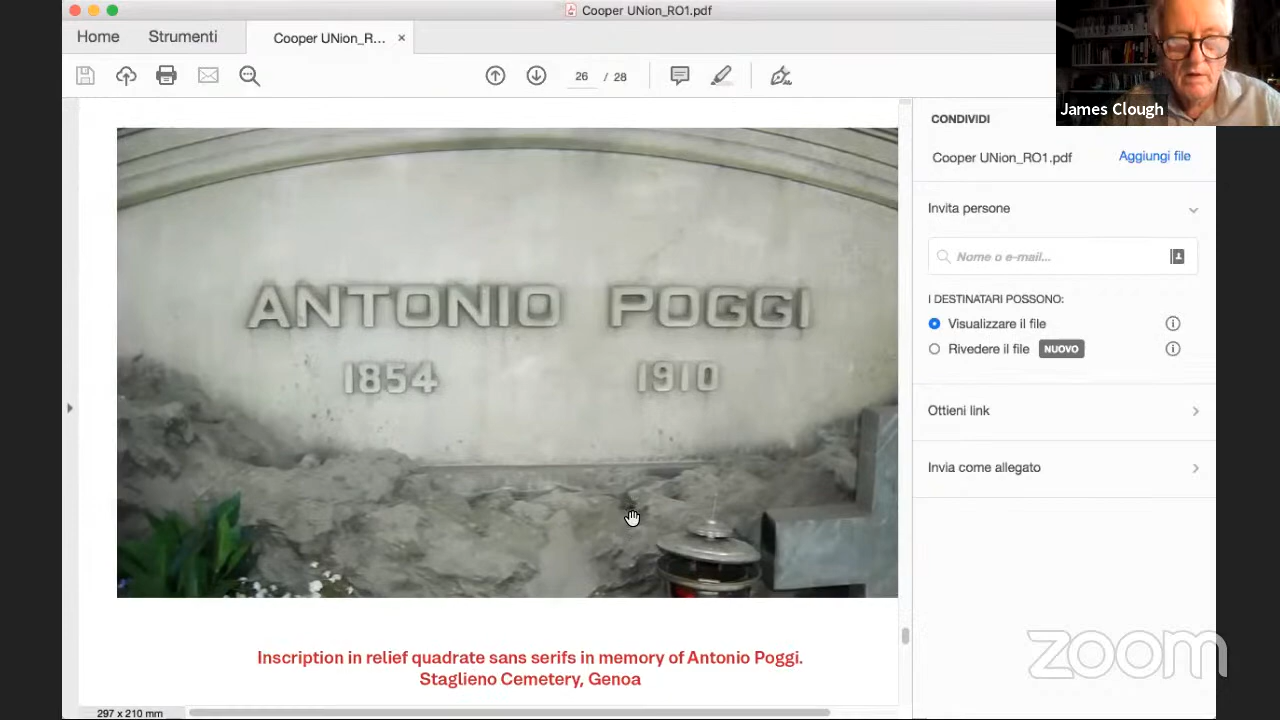 Cooper UNion_RO1.pdf
Home
Strumenti
Cooper UNion_R... ×
26 / 28
ANTONIO POGGI
1854 1910
Inscription in relief quadrate sans serifs in memory of Antonio Poggi.
Staglieno Cemetery, Genoa
297 x 210 mm
James Clough
CONDIVIDI
Cooper UNion_RO1.pdf
Aggiungi file
Invita persone
Nome o e-mail...
I DESTINATARI POSSONO:
Visualizzare il file
Rivedere il file NUOVO
Ottieni link
Invia come allegato
zoom